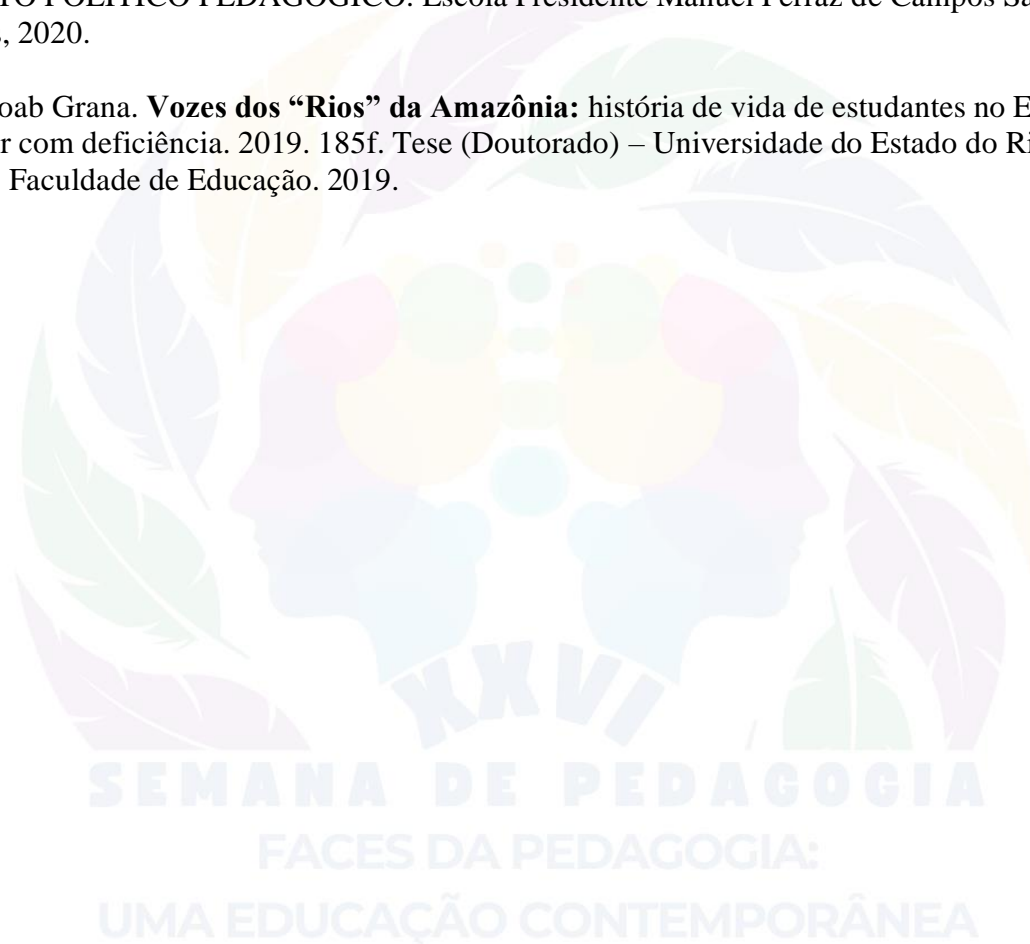 TO POLÍTICO PEDAGÓGICO. Escola Presidente Manuel Ferraz de Campos Sa
, 2020.
oab Grana. Vozes dos “Rios” da Amazônia: história de vida de estudantes no E
r com deficiência. 2019. 185f. Tese (Doutorado) – Universidade do Estado do Ri
Faculdade de Educação. 2019.
XXVI
SEMANA DE PEDAGOGIA
FACES DA PEDAGOGIA:
UMA EDUCAÇÃO CONTEMPORÂNEA